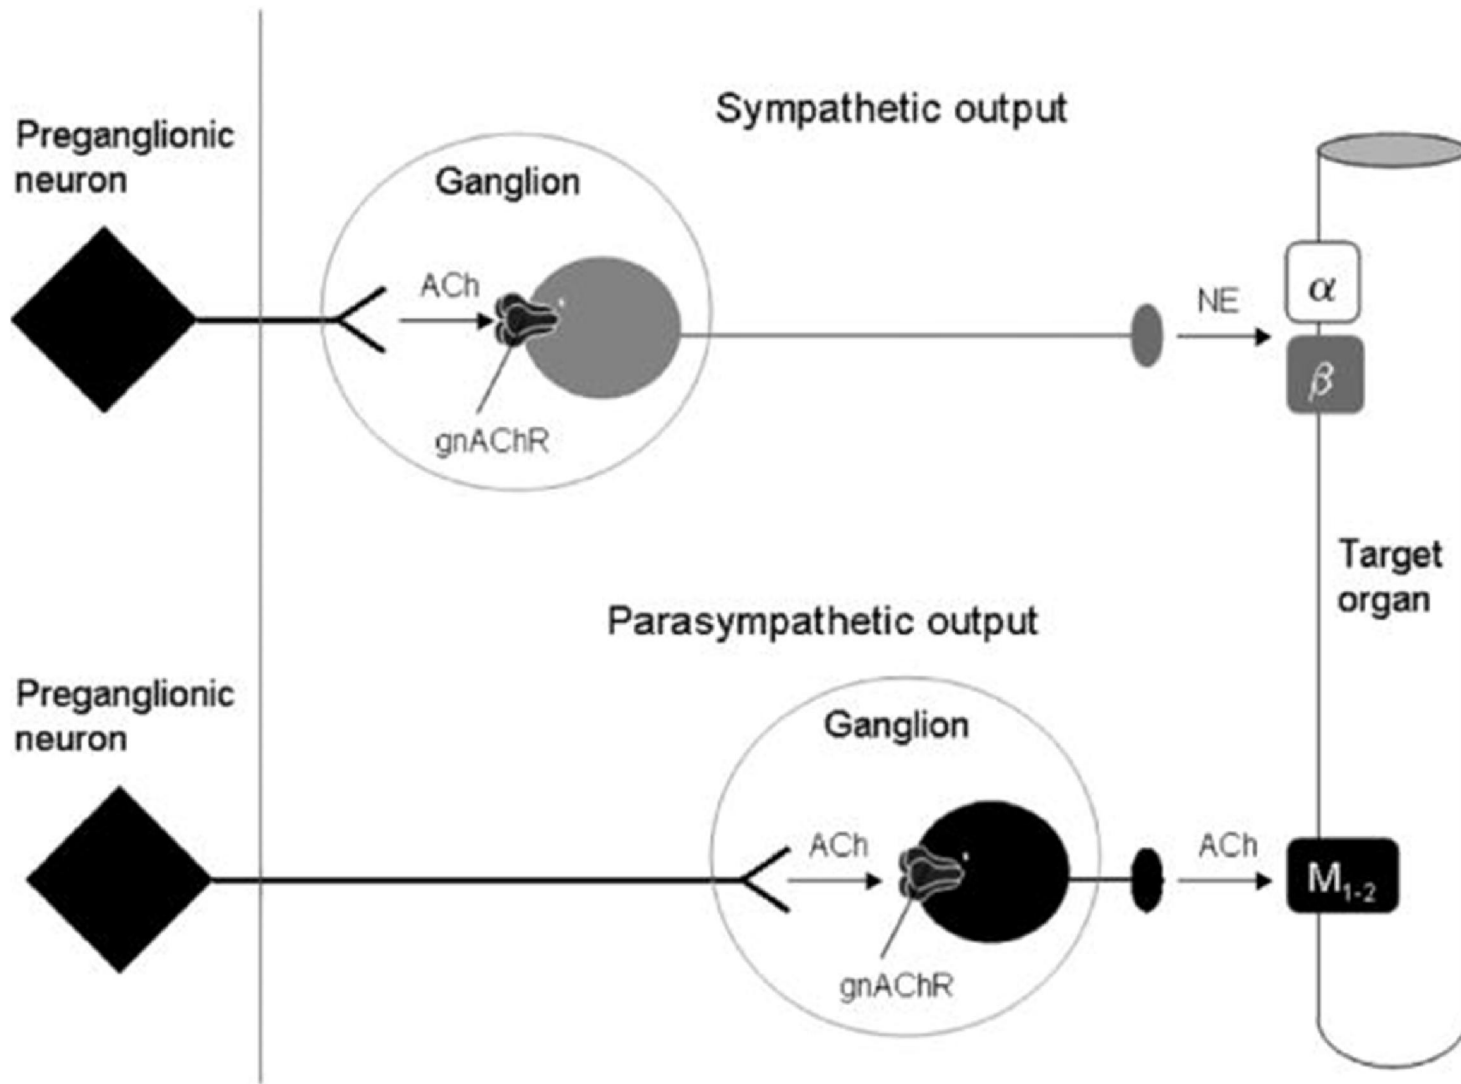 Sympathetic output
Preganglionic
neuron
Ganglion
ACh
gnAChR
NE
α
β
Target
organ
Parasympathetic output
Preganglionic
neuron
Ganglion
ACh
gnAChR
ACh
M1-2